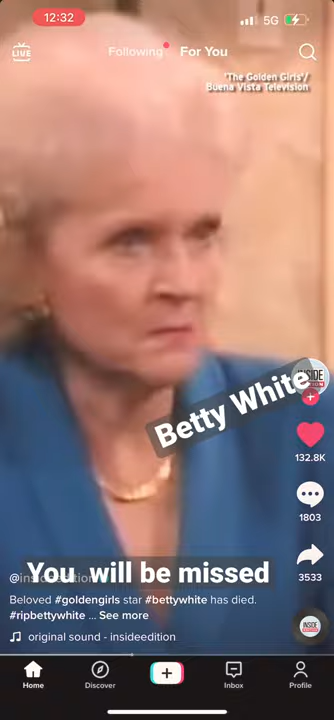 12:32
5G
LIVE
Following
For You
'The Golden Girls'/
Buena Vista Television
Betty White
INSIDE
132.8K
1803
3533
You will be missed
@insideedition
Beloved #goldengirls star #bettywhite has died.
#ripbettywhite ... See more
original sound - insideedition
INSIDE
Home
Discover
Inbox
Profile